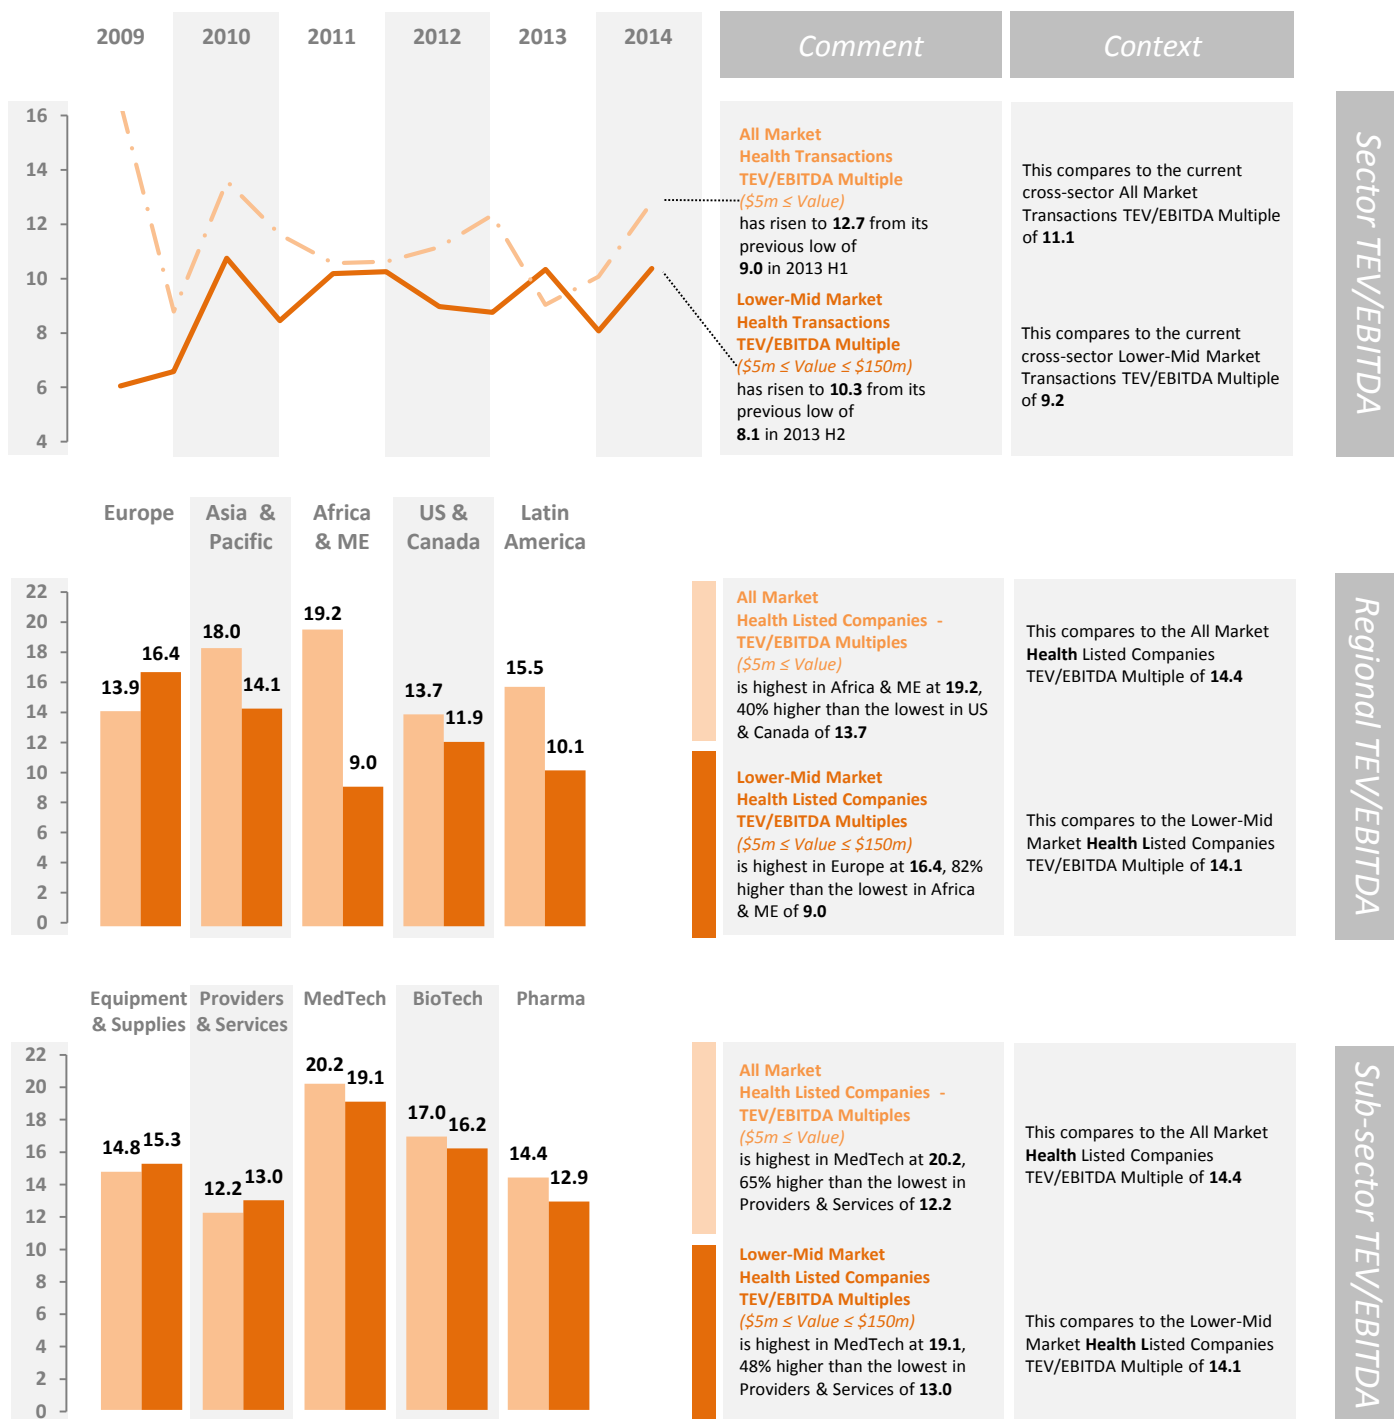 2009 2010 2011 2012 2013 2014
Comment Context
16
14
12
10
8
6
4
All Market
Health Transactions
TEV/EBITDA Multiple
($5m ≤ Value)
has risen to 12.7 from its
previous low of
9.0 in 2013 H1
Lower-Mid Market
Health Transactions
TEV/EBITDA Multiple
($5m ≤ Value ≤ $150m)
has risen to 10.3 from its
previous low of
8.1 in 2013 H2
This compares to the current
cross-sector All Market
Transactions TEV/EBITDA Multiple
of 11.1
This compares to the current
cross-sector Lower-Mid Market
Transactions TEV/EBITDA Multiple
of 9.2
Sector TEV/EBITDA
Europe Asia & Africa US & Latin
Pacific & ME Canada America
22
20
18
16
14
12
10
8
6
4
2
0
13.9 16.4 18.0 14.1 19.2 9.0 13.7 11.9 15.5 10.1
All Market
Health Listed Companies -
TEV/EBITDA Multiples
($5m ≤ Value)
is highest in Africa & ME at 19.2,
40% higher than the lowest in US
& Canada of 13.7
Lower-Mid Market
Health Listed Companies
TEV/EBITDA Multiples
($5m ≤ Value ≤ $150m)
is highest in Europe at 16.4, 82%
higher than the lowest in Africa
& ME of 9.0
This compares to the All Market
Health Listed Companies
TEV/EBITDA Multiple of 14.4
This compares to the Lower-Mid
Market Health Listed Companies
TEV/EBITDA Multiple of 14.1
Regional TEV/EBITDA
Equipment Providers MedTech BioTech Pharma
& Supplies & Services
22
20
18
16
14
12
10
8
6
4
2
0
14.8 15.3 12.2 13.0 20.2 19.1 17.0 16.2 14.4 12.9
All Market
Health Listed Companies -
TEV/EBITDA Multiples
($5m ≤ Value)
is highest in MedTech at 20.2,
65% higher than the lowest in
Providers & Services of 12.2
Lower-Mid Market
Health Listed Companies
TEV/EBITDA Multiples
($5m ≤ Value ≤ $150m)
is highest in MedTech at 19.1,
48% higher than the lowest in
Providers & Services of 13.0
This compares to the All Market
Health Listed Companies
TEV/EBITDA Multiple of 14.4
This compares to the Lower-Mid
Market Health Listed Companies
TEV/EBITDA Multiple of 14.1
Sub-sector TEV/EBITDA